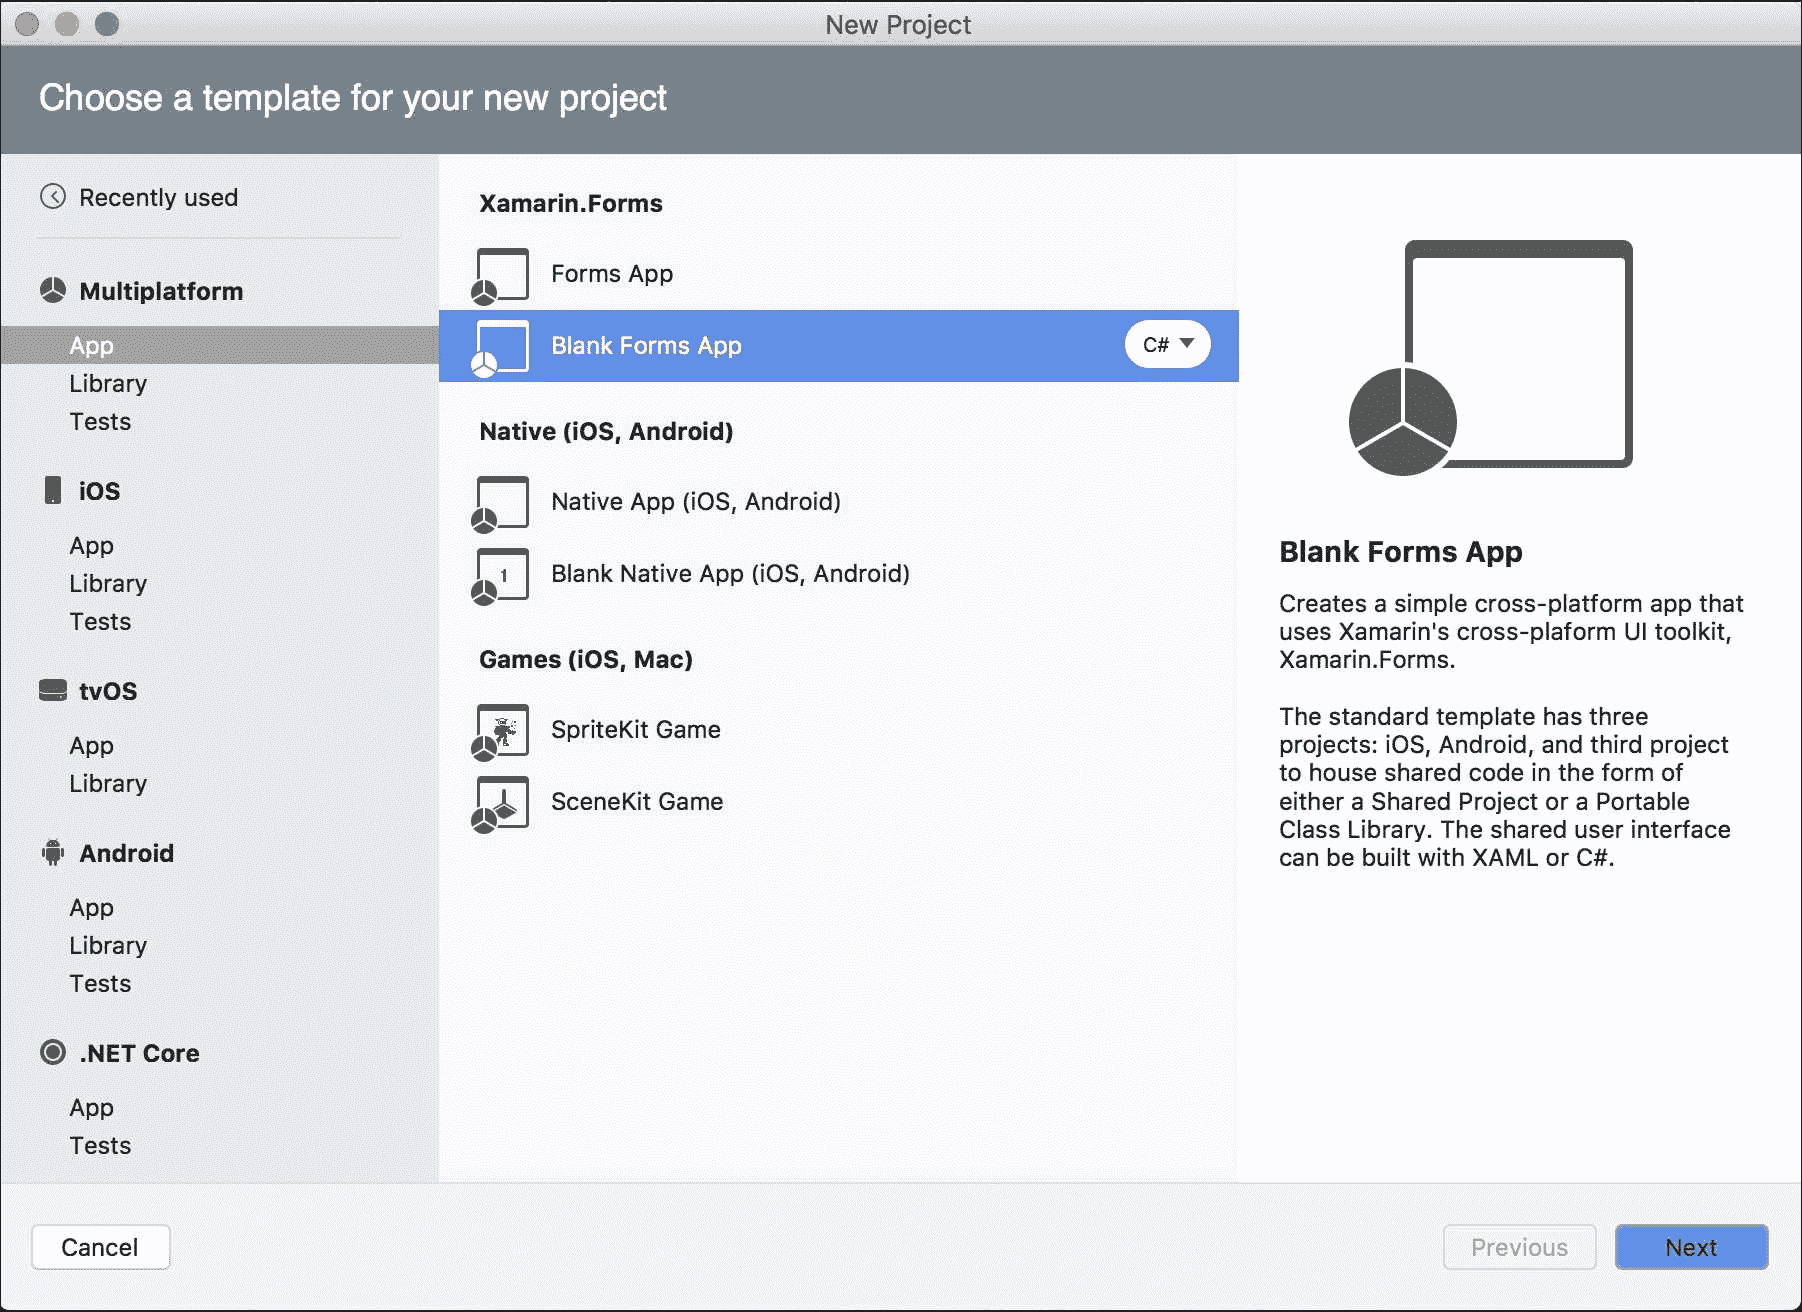 New Project
Choose a template for your new project
Recently used
Multiplatform
App
Library
Tests
iOS
App
Library
Tests
tvOS
App
Library
Android
App
Library
Tests
.NET Core
App
Tests
Xamarin.Forms
Forms App
Blank Forms App
C#
Native (iOS, Android)
Native App (iOS, Android)
1
Blank Native App (iOS, Android)
Games (iOS, Mac)
SpriteKit Game
SceneKit Game
Blank Forms App
Creates a simple cross-platform app that
uses Xamarin's cross-plaform UI toolkit,
Xamarin.Forms.
The standard template has three
projects: iOS, Android, and third project
to house shared code in the form of
either a Shared Project or a Portable
Class Library. The shared user interface
can be built with XAML or C#.
Cancel
Previous
Next